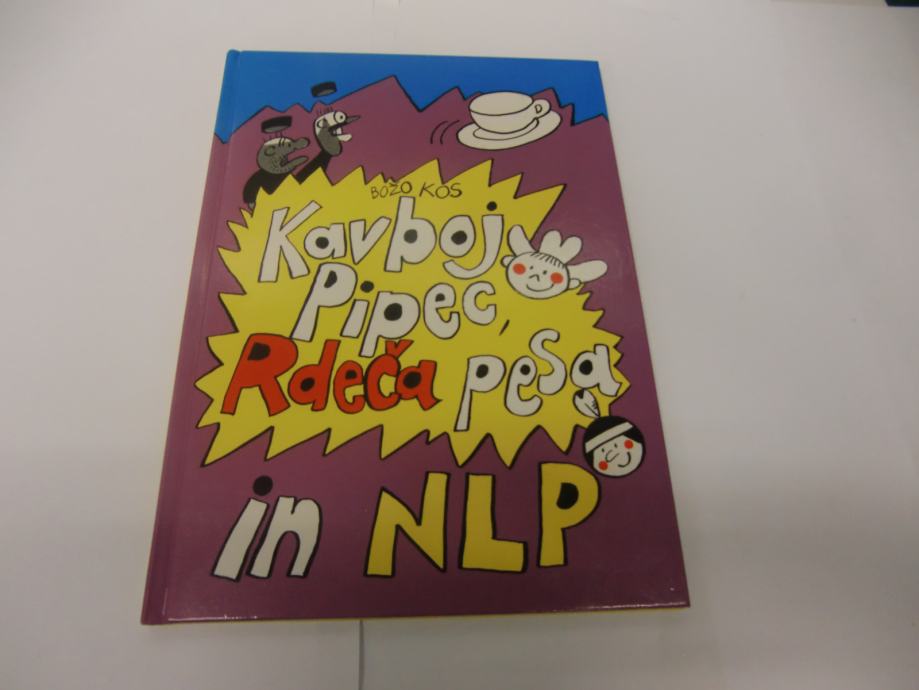 BOŽO KOS
Kavboj
Pipec,
Rdeča pesa
in NLP